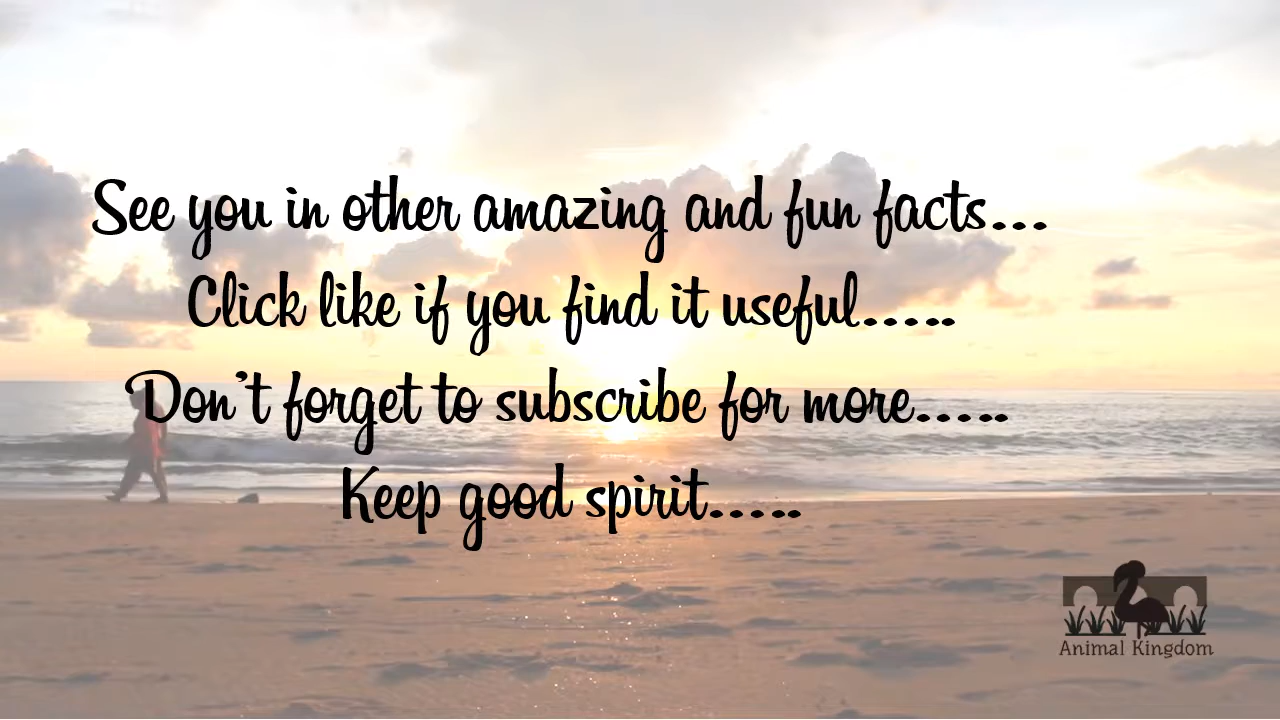 See you in other amazing and fun facts...
Click like if you find it useful.....
Don't forget to subscribe for more.....
Keep good spirit.....
Animal Kingdom